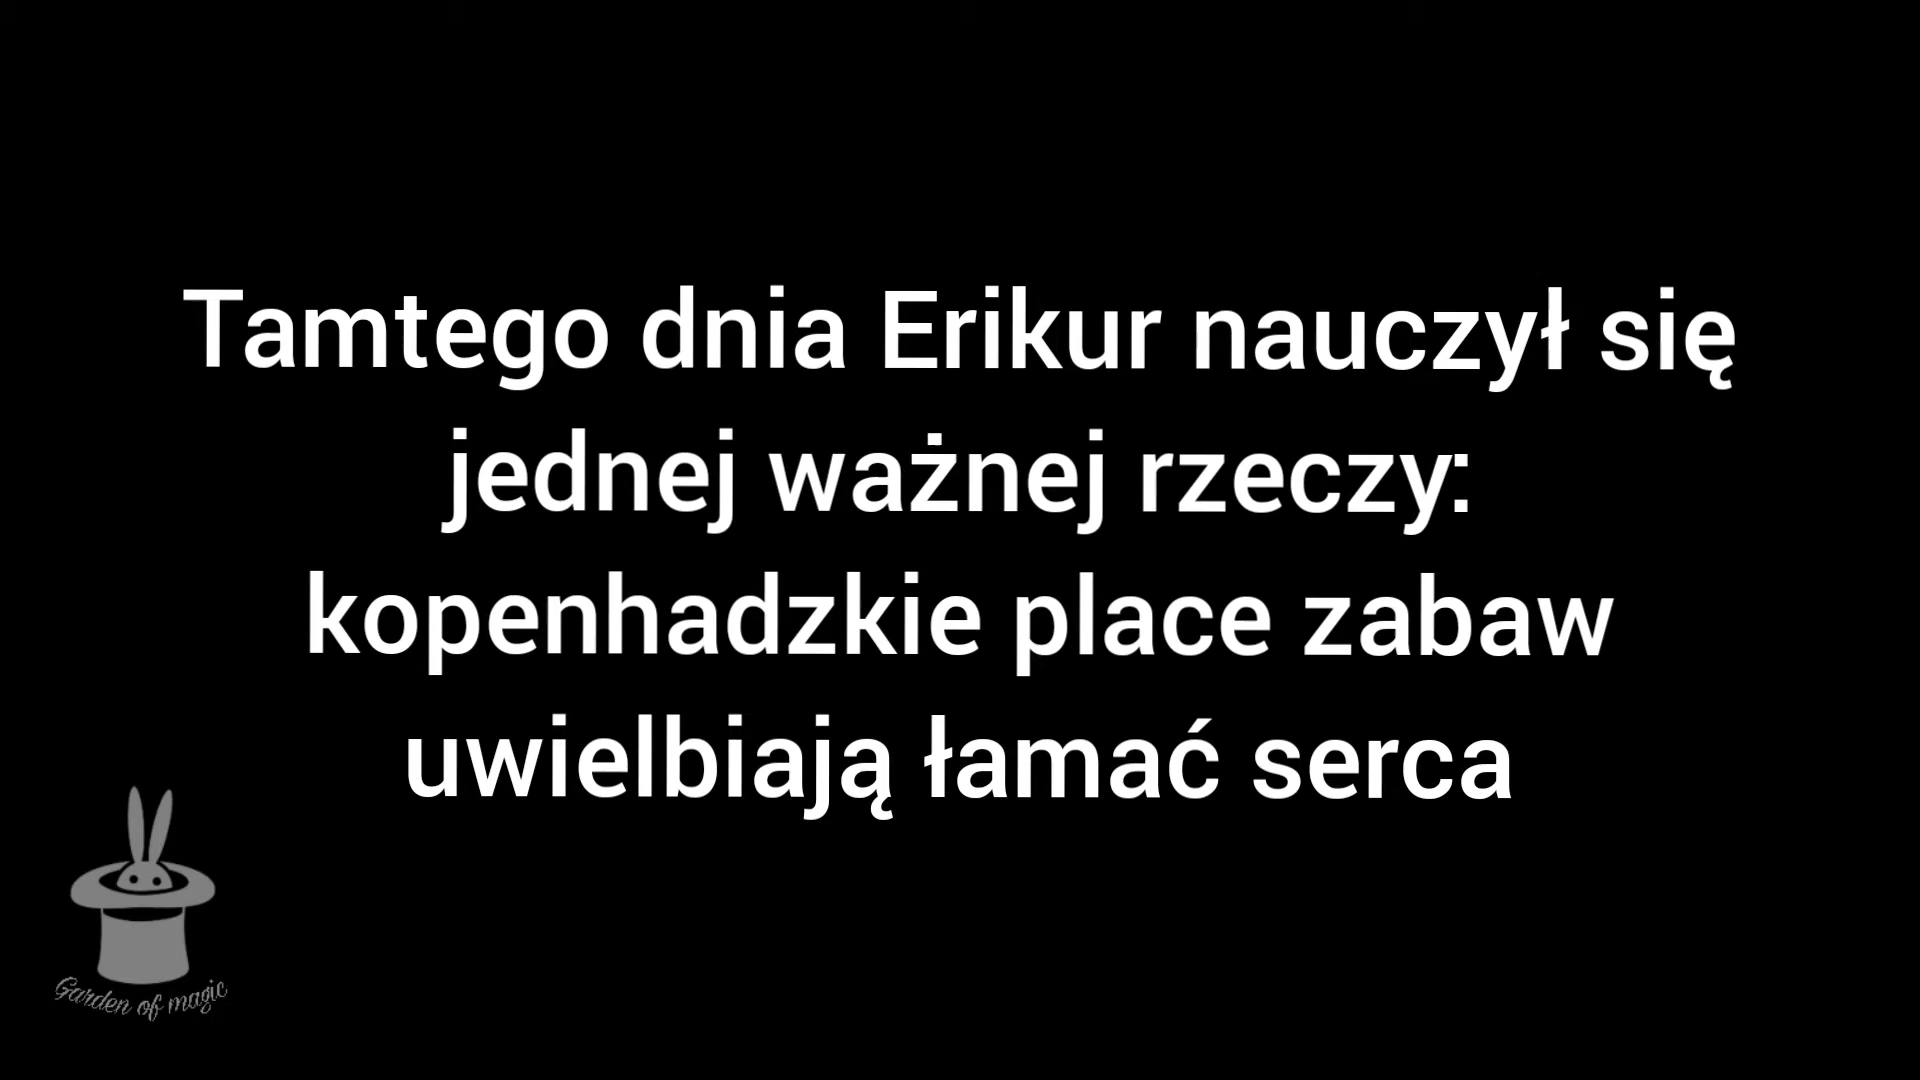 Tamtego dnia Erikur nauczył się
jednej ważnej rzeczy:
kopenhadzkie place zabaw
uwielbiają łamać serca
Garden of magic